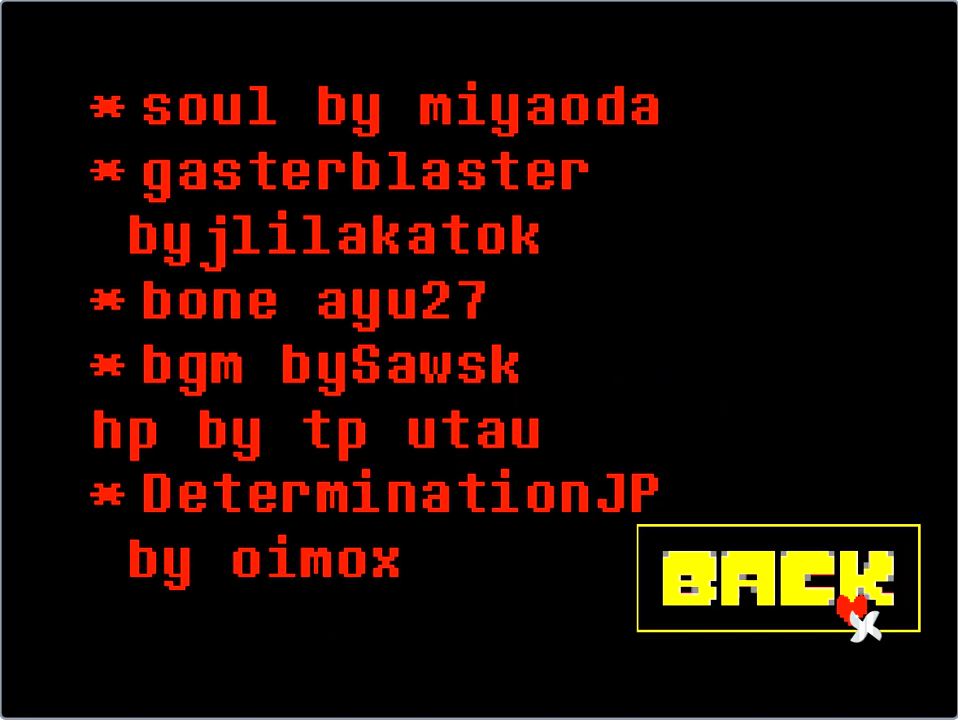 * soul by miyaoda
* gasterblaster
byjlilakatok
* bone ayu27
* bgm bySawsk
hp by tp utau
* DeterminationJP
by oimox
BACK